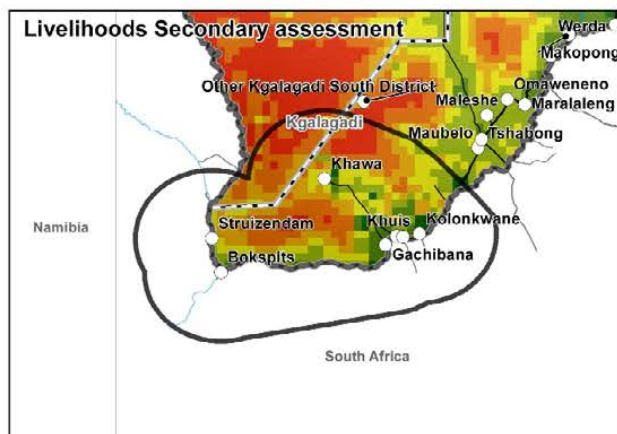 Livelihoods Secondary assessment
Werda
Makopong
Other Kgalagadi South District
Omaweneno
Maleshe
Maralaleng
Kgalagadi
Maubelo
Tshabong
Khawa
Struizendam
Khuis
Kolonkwane
Namibia
Gachibana
Bokspits
South Africa